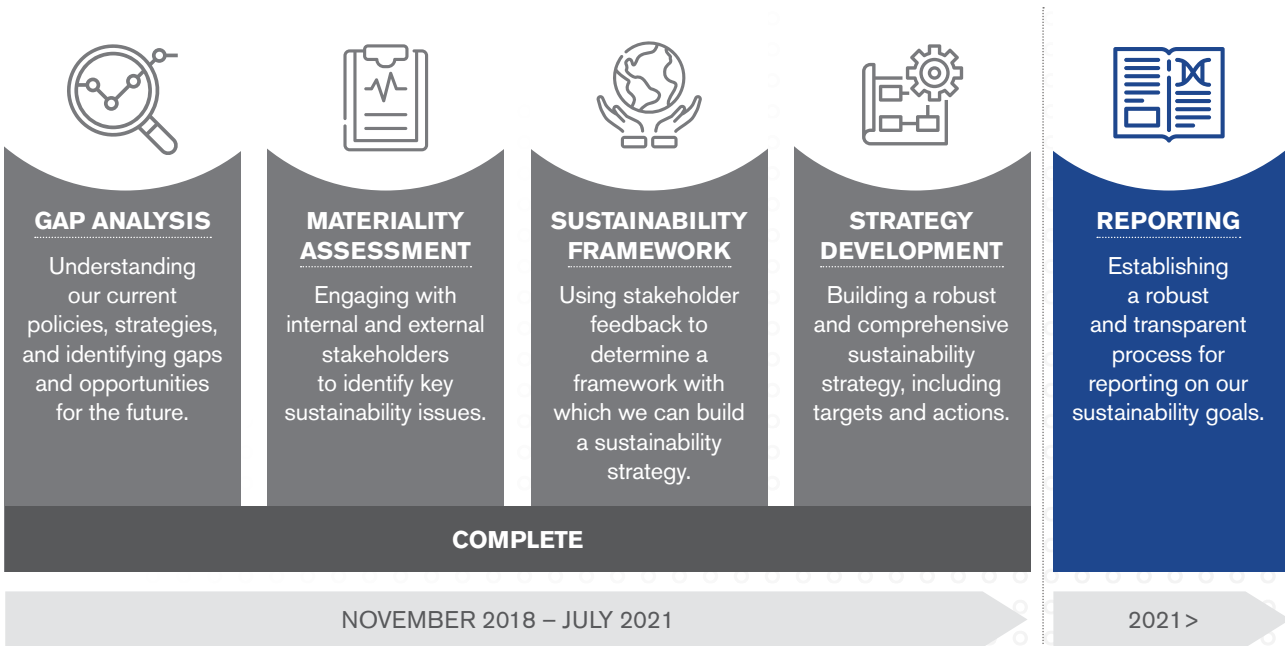 GAP ANALYSIS
Understanding
our current
policies, strategies,
and identifying gaps
and opportunities
for the future.
MATERIALITY
ASSESSMENT
Engaging with
internal and external
stakeholders
to identify key
sustainability issues.
SUSTAINABILITY
FRAMEWORK
Using stakeholder
feedback to
determine a
framework with
which we can build
a sustainability
strategy.
STRATEGY
DEVELOPMENT
Building a robust
and comprehensive
sustainability
strategy, including
targets and actions.
REPORTING
Establishing
a robust
and transparent
process for
reporting on our
sustainability goals.
COMPLETE
NOVEMBER 2018 – JULY 2021
2021>